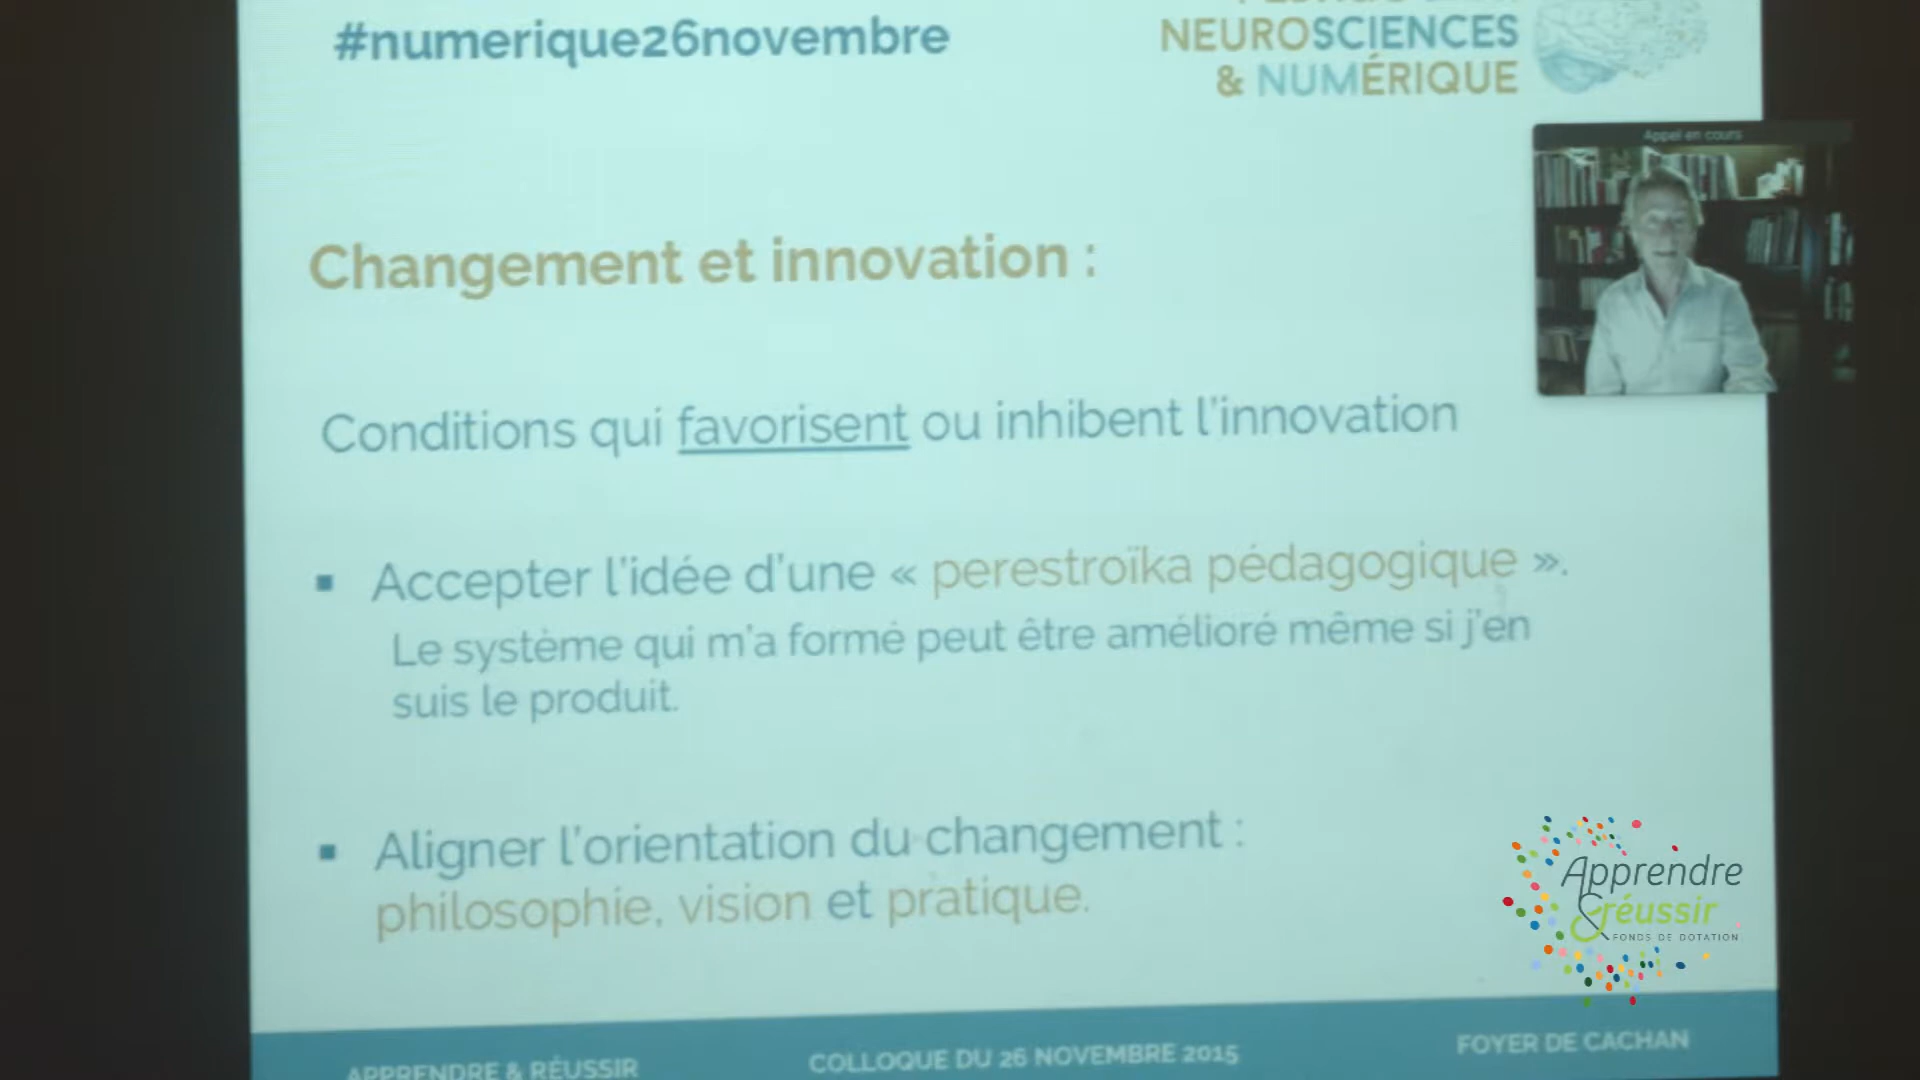 #numerique26novembre
NEUROSCIENCES
& NUMÉRIQUE
Appel en cours
Changement et innovation :
Conditions qui favorisent ou inhibent l'innovation
▪ Accepter l'idée d'une « perestroïka pédagogique ».
Le système qui m'a formé peut être amélioré même si j'en
suis le produit.
▪ Aligner l'orientation du changement :
philosophie, vision et pratique.
Apprendre
& réussir
FONDS DE DOTATION
APPRENDRE & RÉUSSIR
COLLOQUE DU 26 NOVEMBRE 2015
FOYER DE CACHAN